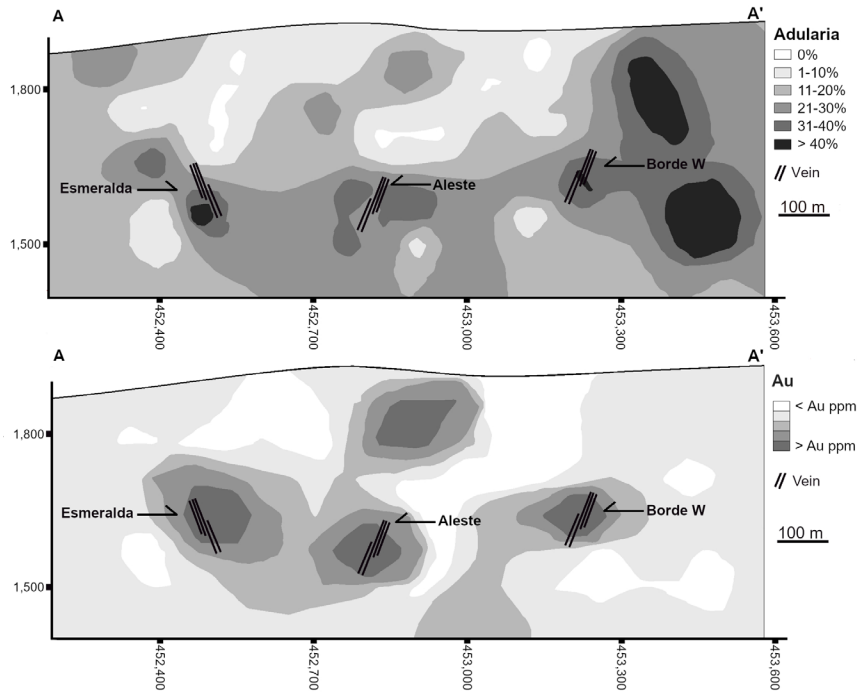 A
A'
Adularia
0%
1-10%
11-20%
21-30%
31-40%
> 40%
Vein
100 m
1,800
1,500
Esmeralda
Aleste
Borde W
452,400
452,700
453,000
453,300
453,600
A
A'
Au
< Au ppm
> Au ppm
Vein
100 m
1,800
1,500
Esmeralda
Aleste
Borde W
452,400
452,700
453,000
453,300
453,600